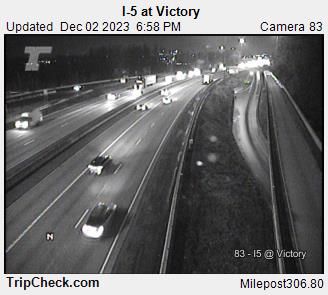 I-5 at Victory
Updated Dec 02 2023 6:58 PM Camera 83
T
N
83 - I5 @ Victory
TripCheck.com Milepost306.80